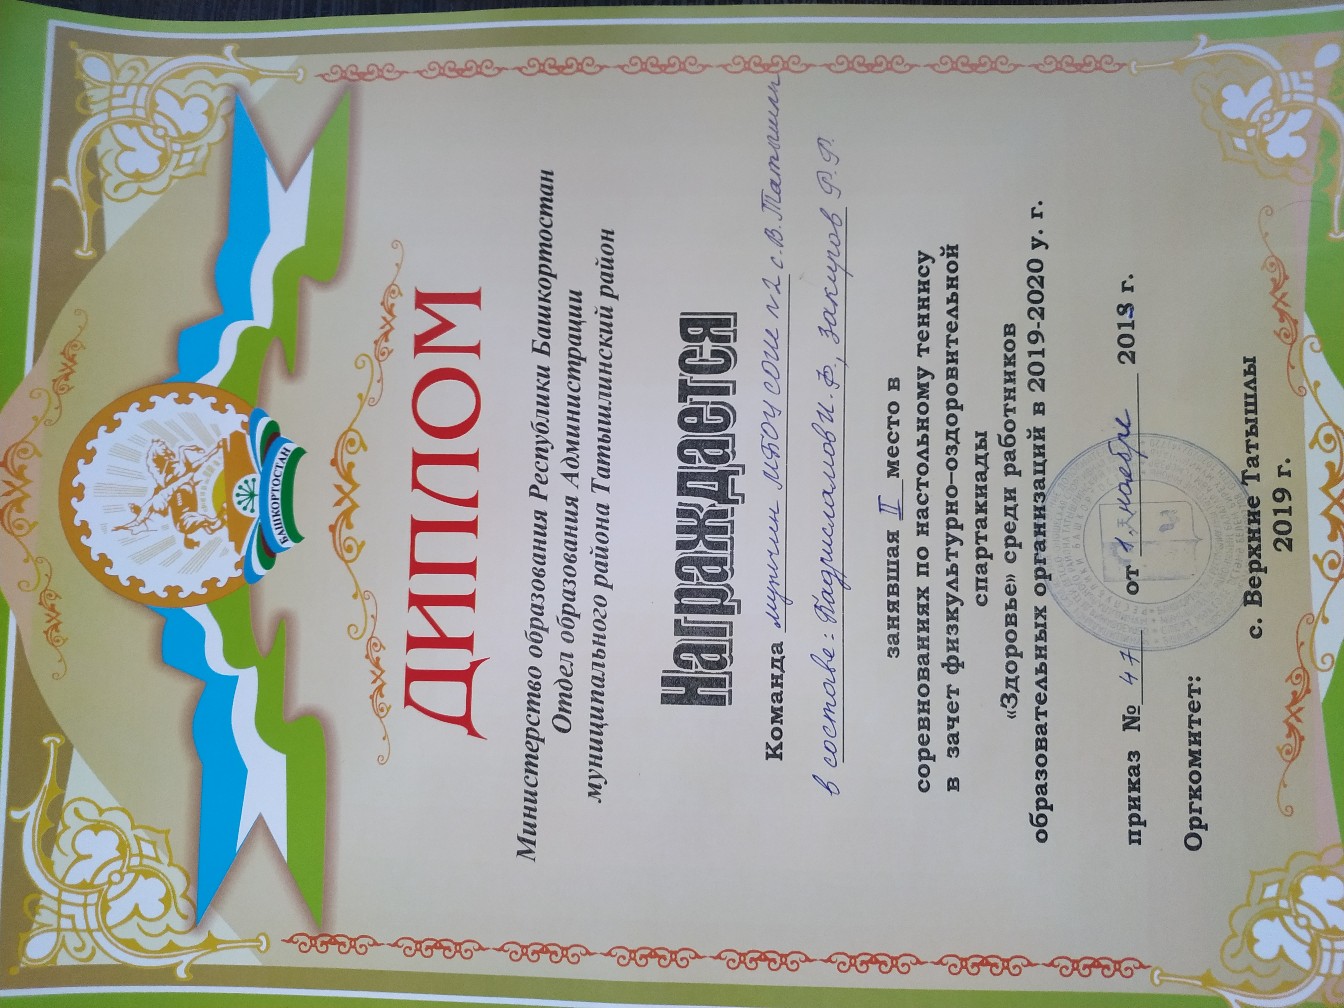 БАШКОРТОСТАН
ДИПЛОМ
Министерство образования Республики Башкортостан
Отдел образования Администрации
муниципального района Татышлинский район
Награждается
Команда мужчин МБОУ СОШ №2 с. В. Татышлы
в составе: Кадрисламов И. Ф., Закиров Р. Р.
занявшая II место в
соревнованиях по настольному теннису
в зачет физкультурно-оздоровительной
спартакиады
«Здоровье» среди работников
образовательных организаций в 2019-2020 у. г.
приказ № 47 от 1 ноября 2018 г.
Оргкомитет:
с. Верхние Татышлы
2019 г.